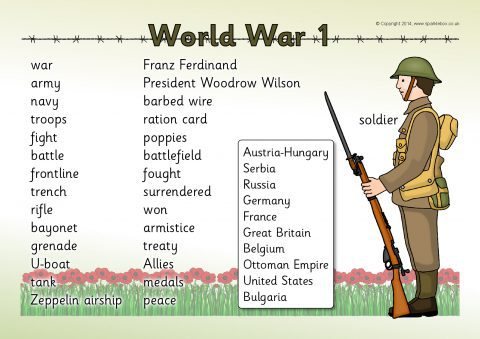 © Copyright 2014, www.sparklebox.co.uk
World War 1
war
army
navy
troops
fight
battle
frontline
trench
rifle
bayonet
grenade
U-boat
tank
Zeppelin airship
Franz Ferdinand
President Woodrow Wilson
barbed wire
ration card
poppies
battlefield
fought
surrendered
won
armistice
treaty
Allies
medals
peace
Austria-Hungary
Serbia
Russia
Germany
France
Great Britain
Belgium
Ottoman Empire
United States
Bulgaria
soldier